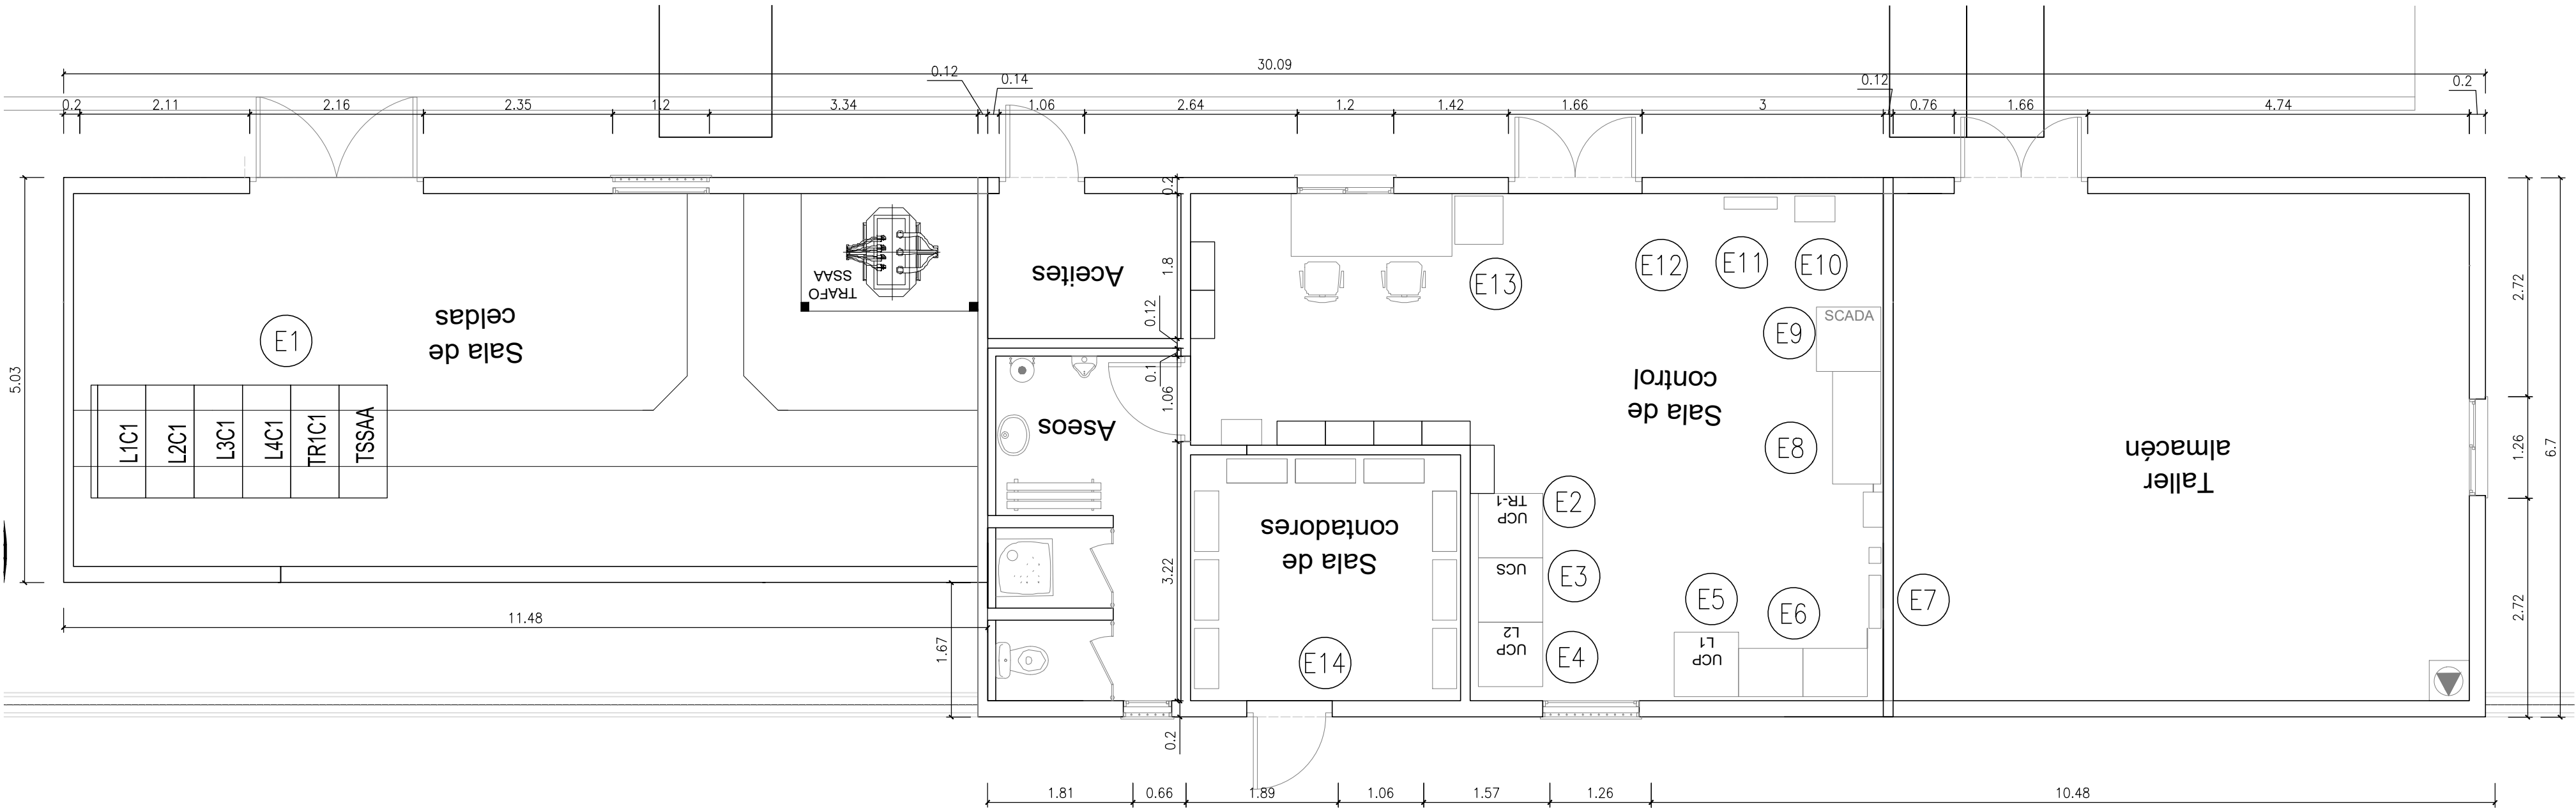 30.09
0.12
0.14
0.12
0.2
0.2
2.11
2.16
2.35
1.2
3.34
1.06
2.64
1.2
1.42
1.66
3
0.76
1.66
4.74
5.03
Sala de
celdas
E1
TRAFO
SSAA
L1C1
L2C1
L3C1
L4C1
TR1C1
TSSAA
11.48
1.67
Aceites
0.2
1.8
0.12
0.1
1.06
3.22
0.2
Aseos
Sala de
contadores
E14
Sala de
control
E13
E12
E11
E10
SCADA
E9
E8
UCP
TR-1
E2
UCS
E3
UCP
L2
E4
UCP
L1
E5
E6
E7
Taller
almacén
2.72
1.26
2.72
6.7
1.81
0.66
1.89
1.06
1.57
1.26
10.48